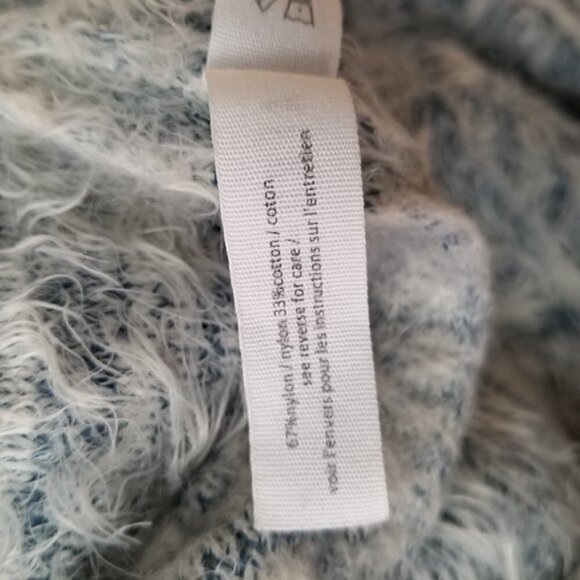 67%nylon / nylon 33%cotton / coton
see reverse for care /
voir l'envers pour les instructions sur l'entretien